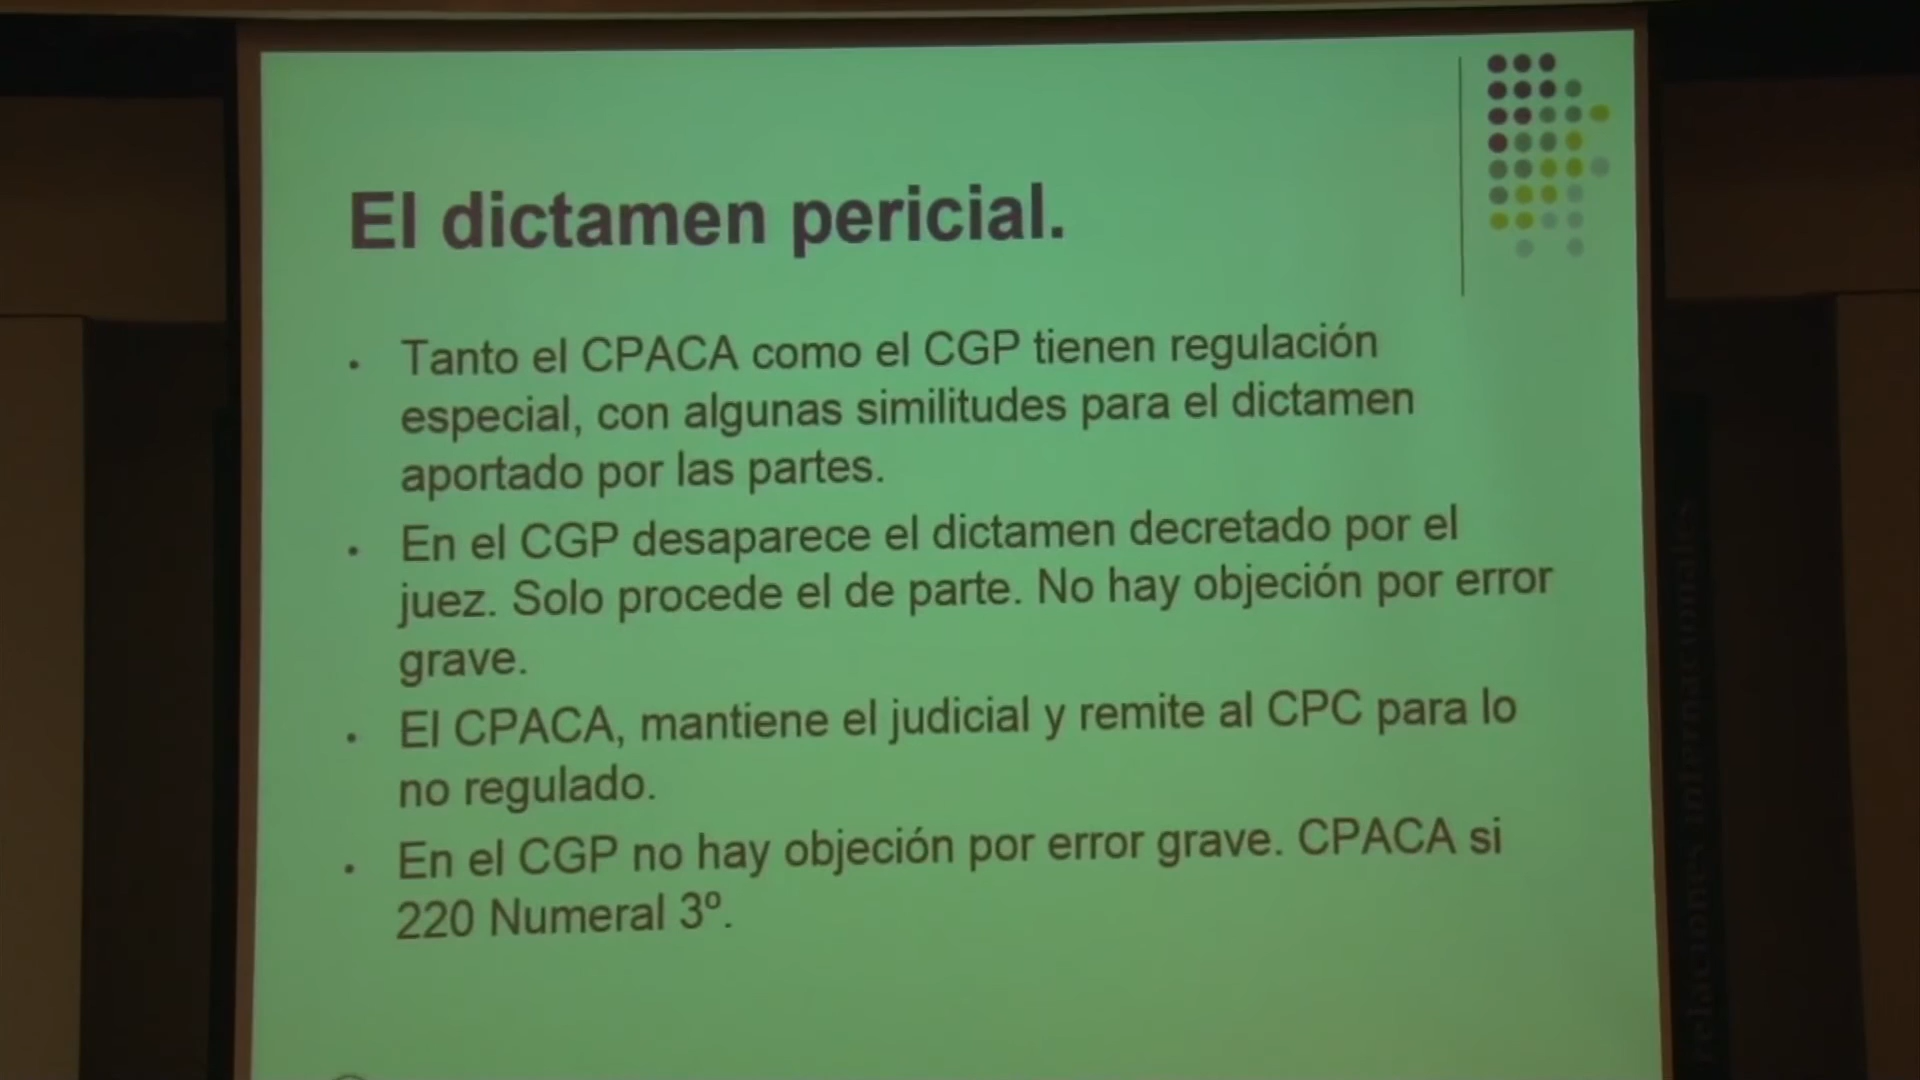 El dictamen pericial.
• Tanto el CPACA como el CGP tienen regulación
especial, con algunas similitudes para el dictamen
aportado por las partes.
• En el CGP desaparece el dictamen decretado por el
juez. Solo procede el de parte. No hay objeción por error
grave.
• El CPACA, mantiene el judicial y remite al CPC para lo
no regulado.
• En el CGP no hay objeción por error grave. CPACA si
220 Numeral 3º.
relaciones internacionales